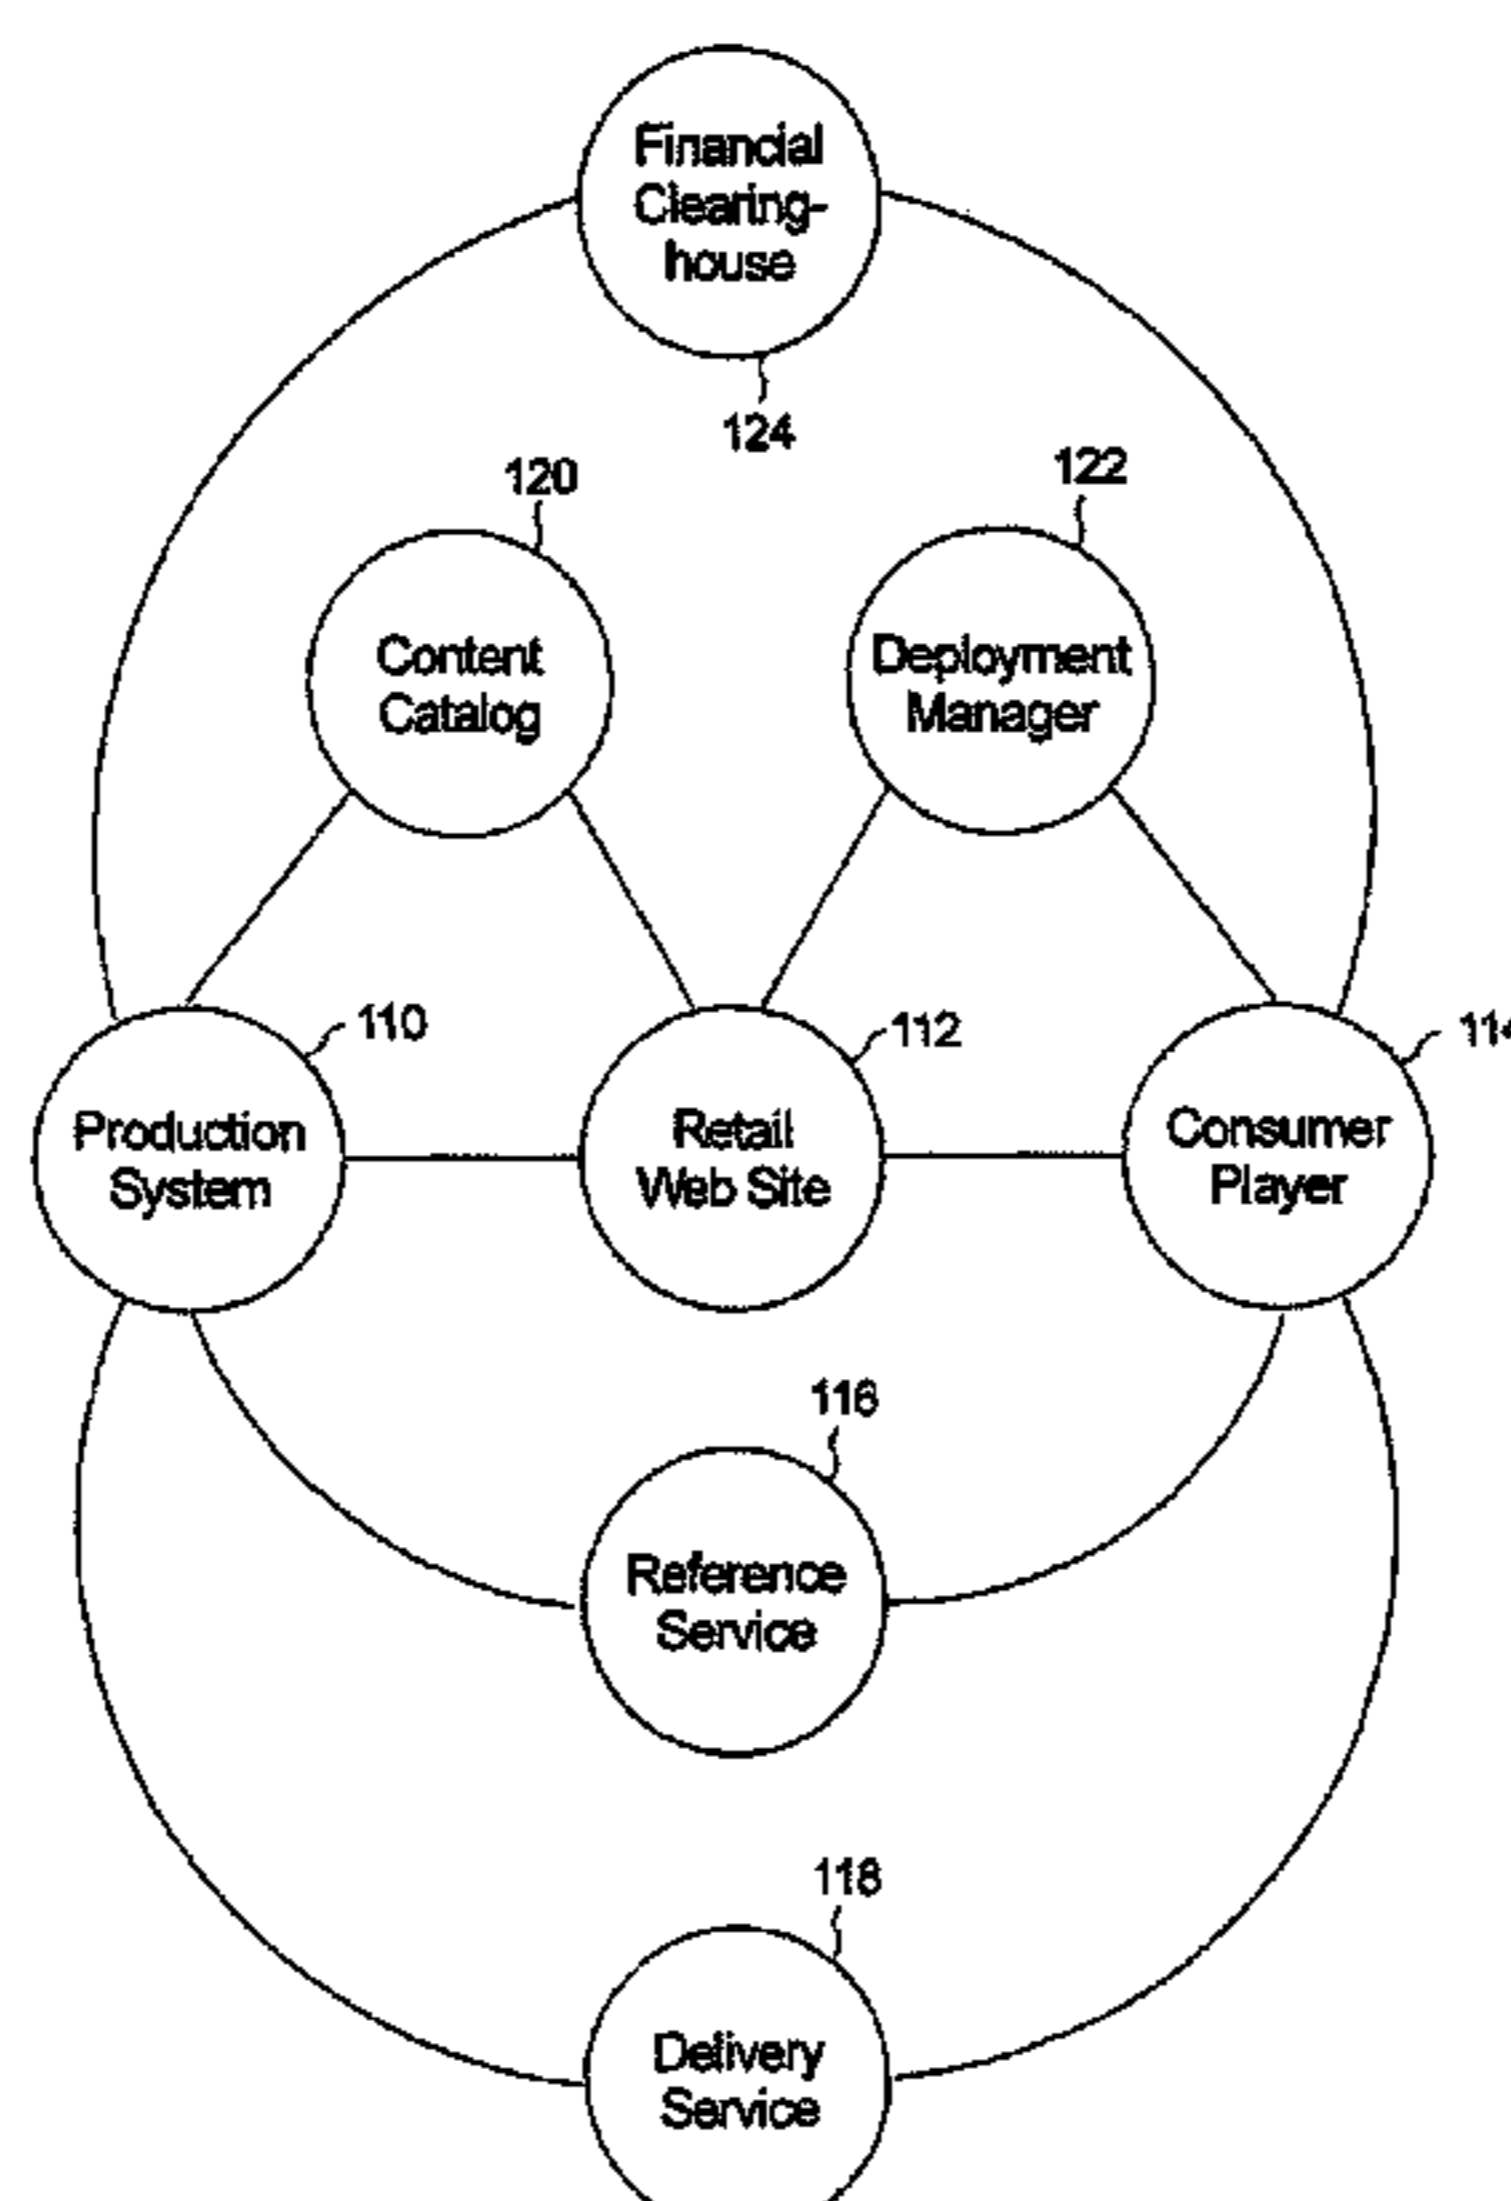 Financial
Clearing-
house
124
120
122
Content
Catalog
Deployment
Manager
110
112
Production
System
Retail
Web Site
Consumer
Player
116
Reference
Service
118
Delivery
Service